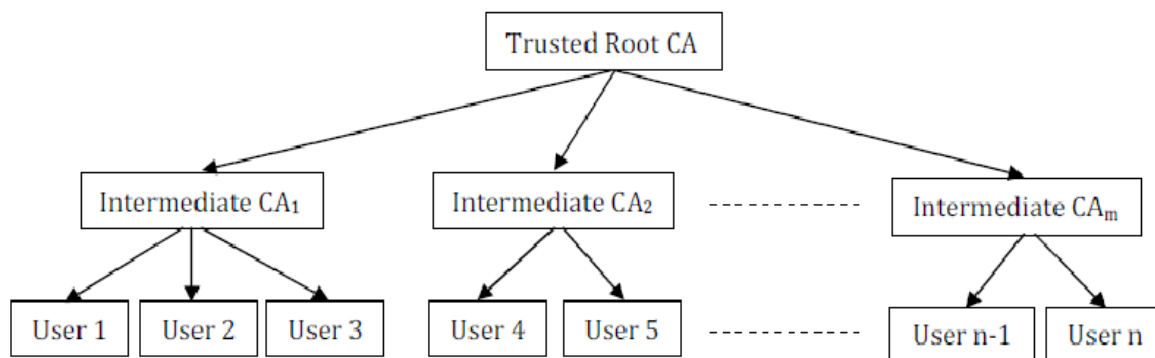 Trusted Root CA
Intermediate CA₁
Intermediate CA₂
Intermediate CAₘ
User 1
User 2
User 3
User 4
User 5
User n-1
User n